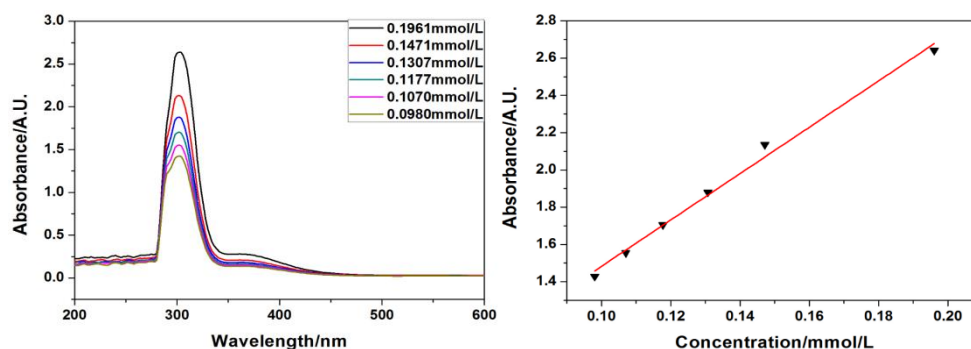 3.0
2.5
2.0
1.5
1.0
0.5
0.0
Absorbance/A.U.
200
300
400
500
600
Wavelength/nm
0.1961mmol/L
0.1471mmol/L
0.1307mmol/L
0.1177mmol/L
0.1070mmol/L
0.0980mmol/L
2.8
2.6
2.4
2.2
2.0
1.8
1.6
1.4
Absorbance/A.U.
0.10
0.12
0.14
0.16
0.18
0.20
Concentration/mmol/L